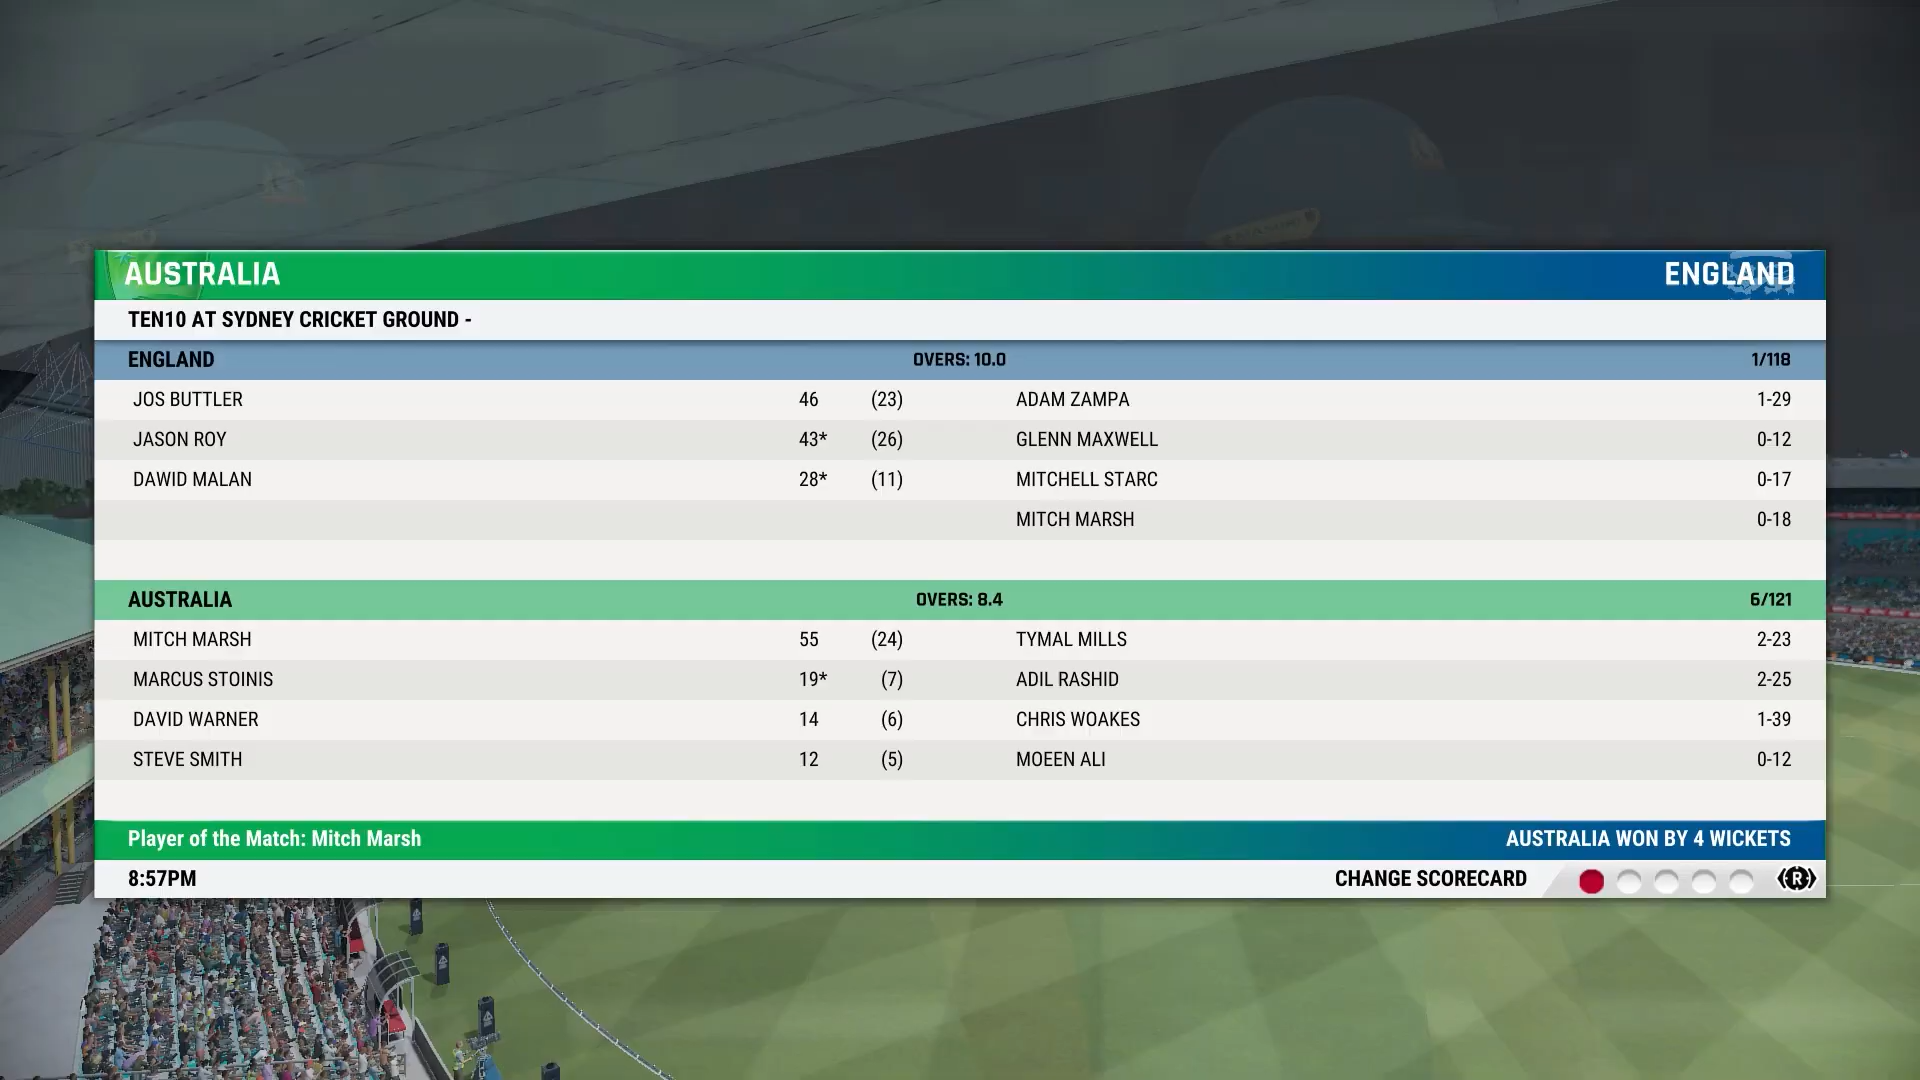 AUSTRALIA ENGLAND
TEN10 AT SYDNEY CRICKET GROUND -
ENGLAND OVERS: 10.0 1/118
JOS BUTTLER 46 (23) ADAM ZAMPA 1-29
JASON ROY 43* (26) GLENN MAXWELL 0-12
DAWID MALAN 28* (11) MITCHELL STARC 0-17
MITCH MARSH 0-18
AUSTRALIA OVERS: 8.4 6/121
MITCH MARSH 55 (24) TYMAL MILLS 2-23
MARCUS STOINIS 19* (7) ADIL RASHID 2-25
DAVID WARNER 14 (6) CHRIS WOAKES 1-39
STEVE SMITH 12 (5) MOEEN ALI 0-12
Player of the Match: Mitch Marsh AUSTRALIA WON BY 4 WICKETS
8:57PM CHANGE SCORECARD R